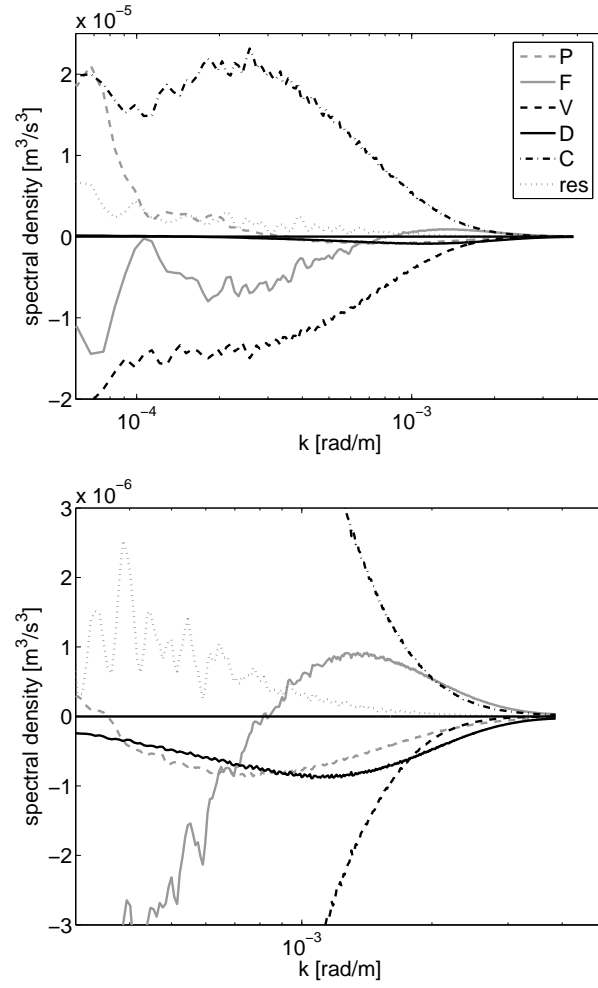 x 10⁻⁵
2
1
0
−1
−2
spectral density [m³/s³]
10⁻⁴
10⁻³
k [rad/m]
P
F
V
D
C
res
x 10⁻⁶
3
2
1
0
−1
−2
−3
spectral density [m³/s³]
10⁻³
k [rad/m]